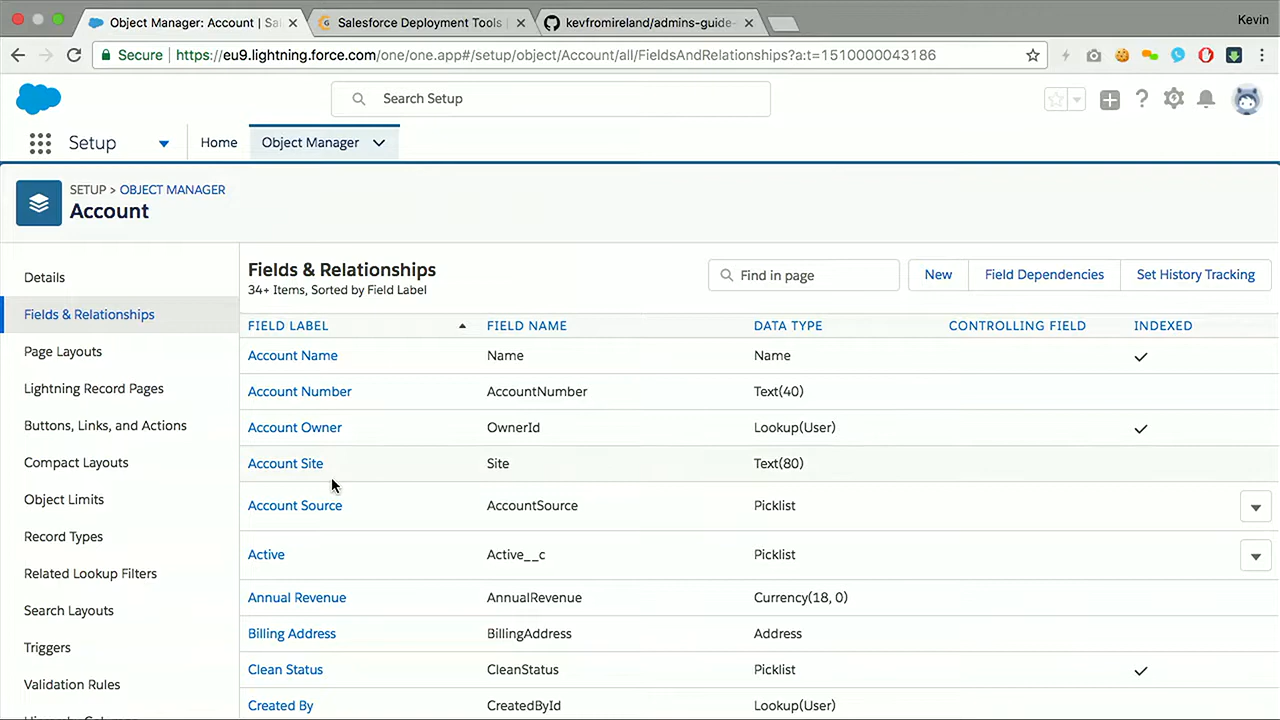 Object Manager: Account | Sal
Salesforce Deployment Tools |
kevfromireland/admins-guide-
Kevin
Secure
https://eu9.lightning.force.com/one/one.app#/setup/object/Account/all/FieldsAndRelationships?a:t=1510000043186
Search Setup
Setup
Home
Object Manager
SETUP > OBJECT MANAGER
Account
Details
Fields & Relationships
Page Layouts
Lightning Record Pages
Buttons, Links, and Actions
Compact Layouts
Object Limits
Record Types
Related Lookup Filters
Search Layouts
Triggers
Validation Rules
Fields & Relationships
34+ Items, Sorted by Field Label
Find in page
New
Field Dependencies
Set History Tracking
FIELD LABEL FIELD NAME DATA TYPE CONTROLLING FIELD INDEXED
Account Name Name Name
Account Number AccountNumber Text(40)
Account Owner OwnerId Lookup(User)
Account Site Site Text(80)
Account Source AccountSource Picklist
Active Active__c Picklist
Annual Revenue AnnualRevenue Currency(18, 0)
Billing Address BillingAddress Address
Clean Status CleanStatus Picklist
Created By CreatedById Lookup(User)